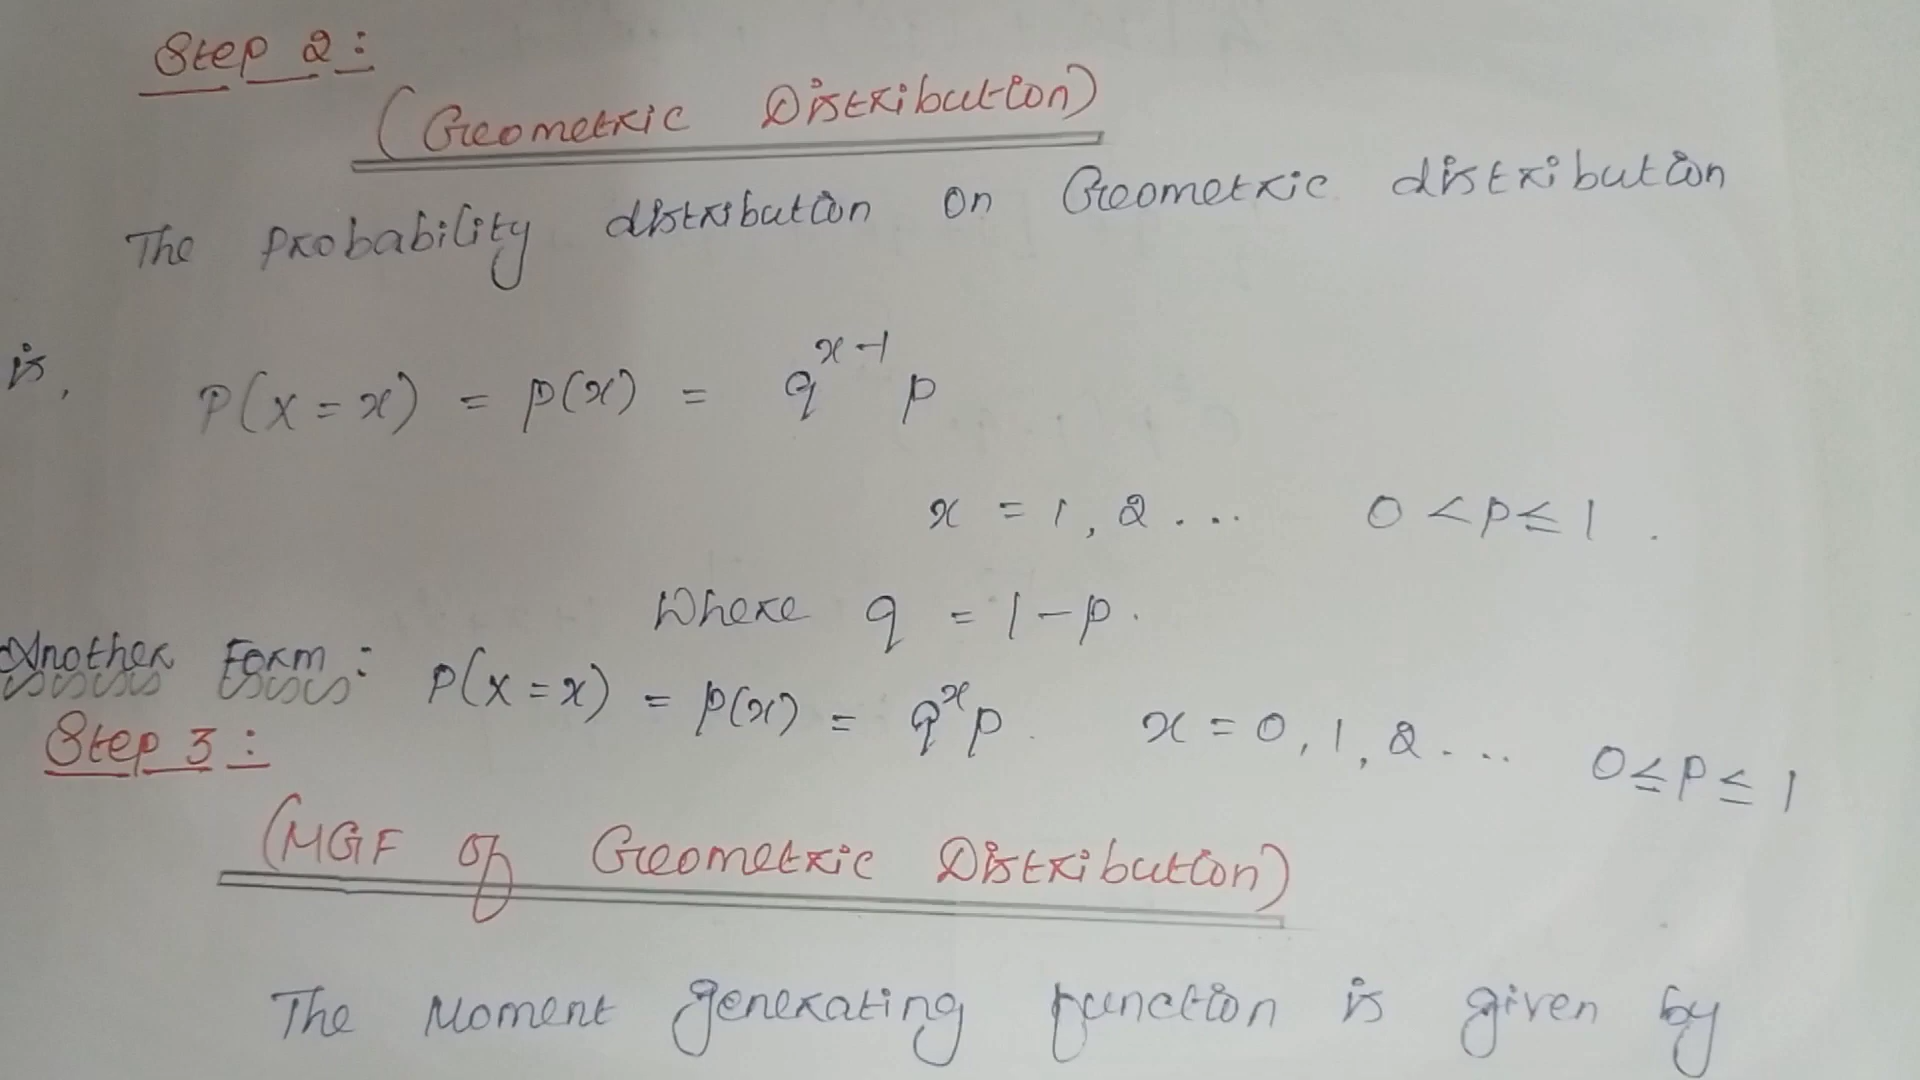 Step 2:
(Geometric Distribution)
The probability distribution on Geometric distribution
is,
P(X = x) = p(x) = q^{x-1} p
x = 1, 2 ... 0 < p ≤ 1.
Where q = 1 - p.
Another Form: P(X = x) = p(x) = q^x p. x = 0, 1, 2 ... 0 ≤ p ≤ 1
Step 3:
(MGF of Geometric Distribution)
The Moment generating function is given by